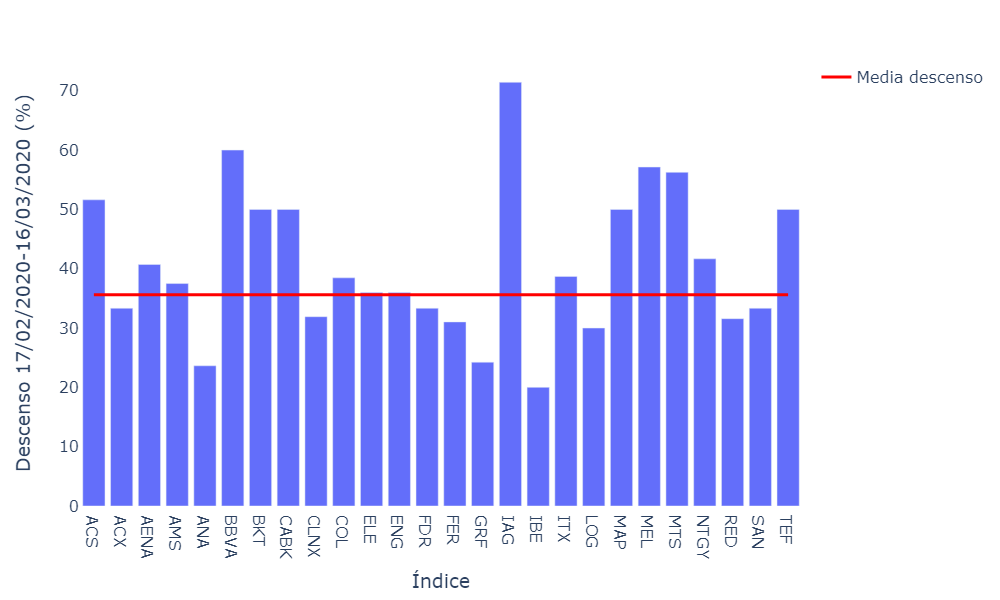 Media descenso
Descenso 17/02/2020-16/03/2020 (%)
70
60
50
40
30
20
10
0
ACS
ACX
AENA
AMS
ANA
BBVA
BKT
CABK
CLNX
COL
ELE
ENG
FDR
FER
GRF
IAG
IBE
ITX
LOG
MAP
MEL
MTS
NTGY
RED
SAN
TEF
Índice